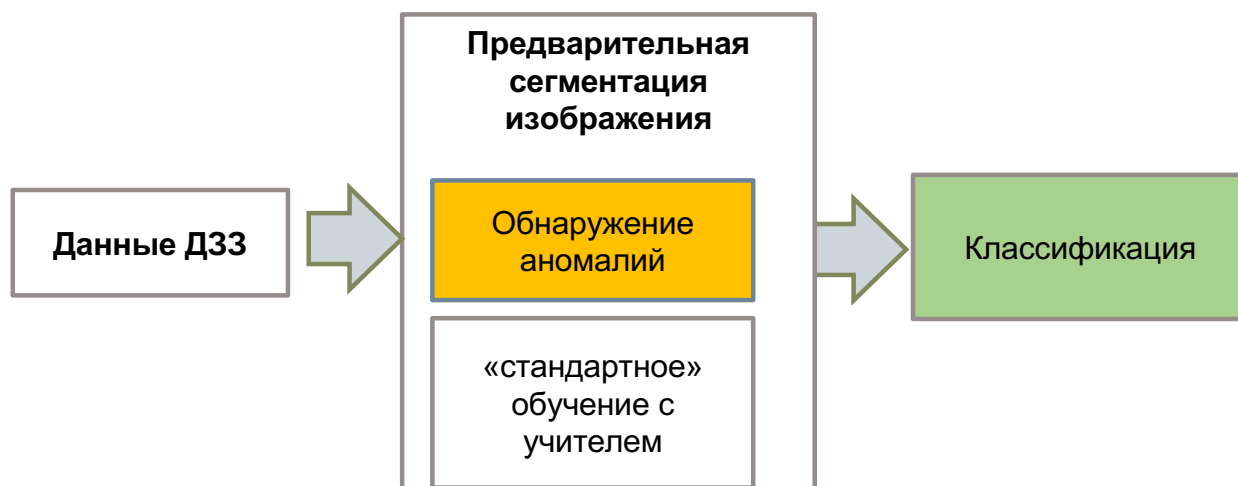 Предварительная
сегментация
изображения
Данные ДЗЗ
Обнаружение
аномалий
«стандартное»
обучение с
учителем
Классификация